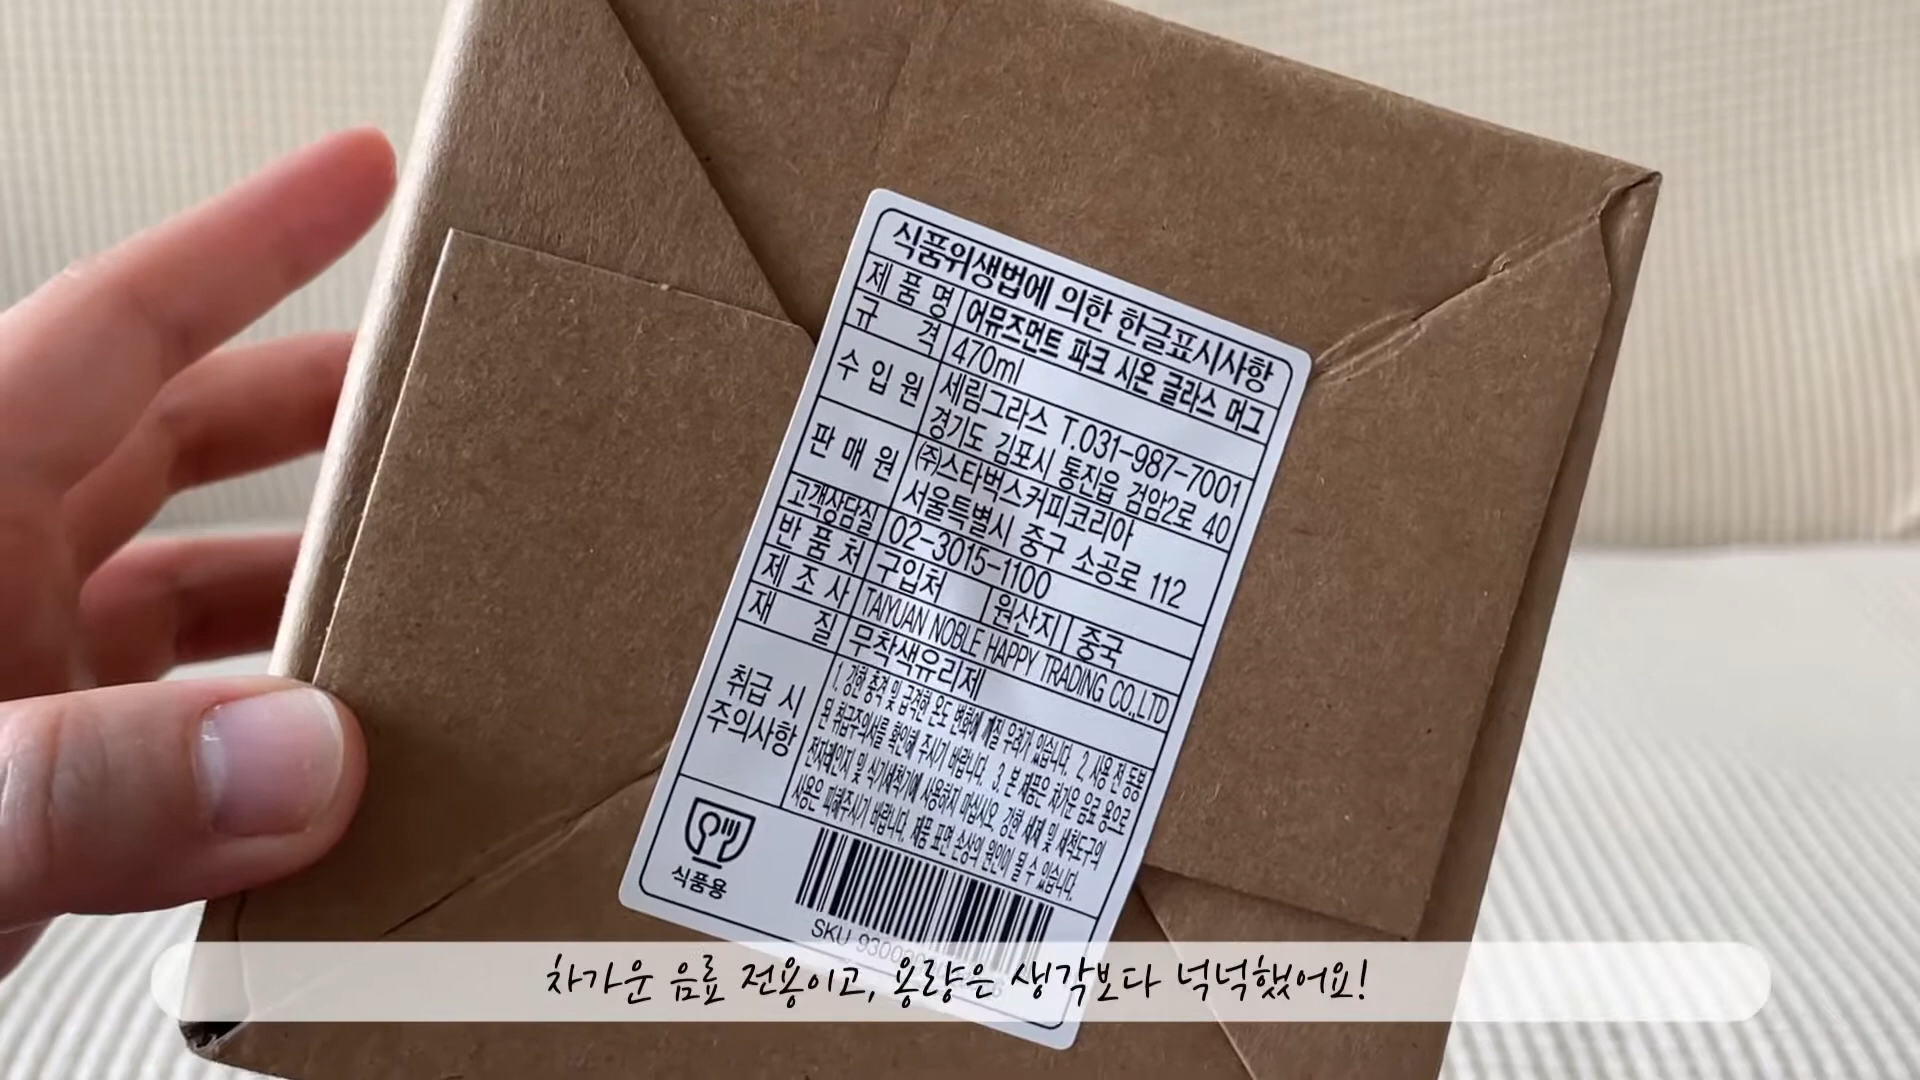 식품위생법에 의한 한글표시사항
제품명 어뮤즈먼트 파크 시온 글라스 머그
규격 470ml
수입원 세림그라스 T.031-987-7001
경기도 김포시 통진읍 검암2로 40
판매원 (주)스타벅스커피코리아
서울특별시 중구 소공로 112
고객상담실 02-3015-1100
반품처 구입처 원산지 중국
제조사 TAIYUAN NOBLE HAPPY TRADING CO.,LTD
재질 무착색유리제
취급 시
주의사항
1. 강한 충격 및 급격한 온도 변화에 깨질 우려가 있습니다. 2. 사용 전 동봉
된 취급주의서를 확인해 주시기 바랍니다. 3. 본 제품은 차가운 음료 용으로
전자레인지 및 식기세척기에 사용하지 마십시오. 강한 세제 및 세척도구의
사용은 피해주시기 바랍니다. 제품 표면 손상의 원인이 될 수 있습니다.
식품용
SKU
차가운 음료 전용이고, 용량은 생각보다 넉넉했어요!